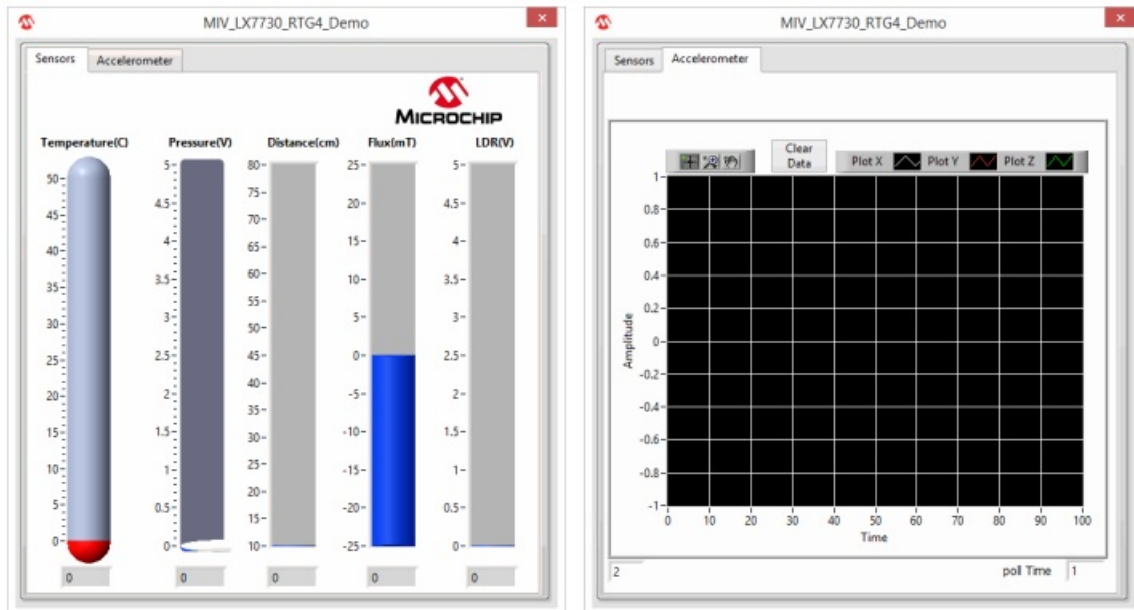 MIV_LX7730_RTG4_Demo
Sensors Accelerometer
MICROCHIP
Temperature(C) Pressure(V) Distance(cm) Flux(mT) LDR(V)
50 45 40 35 30 25 20 15 10 5 0
5 4.5 4 3.5 3 2.5 2 1.5 1 0.5 0
80 75 70 65 60 55 50 45 40 35 30 25 20 15 10
25 20 15 10 5 0 -5 -10 -15 -20 -25
5 4.5 4 3.5 3 2.5 2 1.5 1 0.5 0
0 0 0 0 0
MIV_LX7730_RTG4_Demo
Sensors Accelerometer
Clear
Data
Plot X Plot Y Plot Z
1 0.8 0.6 0.4 0.2 0 -0.2 -0.4 -0.6 -0.8 -1
Amplitude
0 10 20 30 40 50 60 70 80 90 100
Time
2 poll Time 1